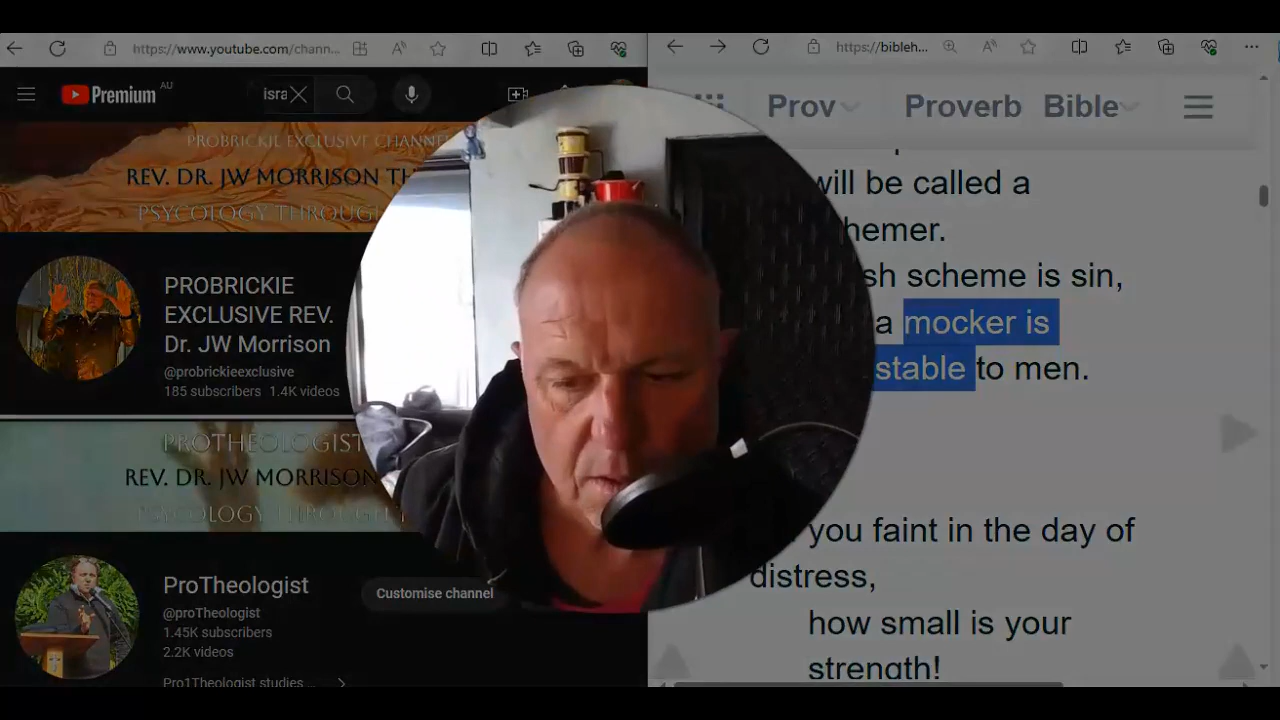 https://www.youtube.com/chann...
Premium AU
isra
PROBRICKIL EXCLUSIVE CHANNE
REV. DR. JW MORRISON TH
PSYCOLOGY THROUG
PROBRICKIE
EXCLUSIVE REV.
Dr. JW Morrison
@probrickieexclusive
185 subscribers 1.4K videos
PROTHEOLOGIST
REV. DR. JW MORRISON
PSYCOLOGY THROUGH
ProTheologist
@proTheologist
1.45K subscribers
2.2K videos
Pro1Theologist studies ...
Customise channel
https://bibleh...
Prov Proverb Bible
will be called a
hemer.
sh scheme is sin,
a mocker is
stable to men.
you faint in the day of
distress,
how small is your
strength!